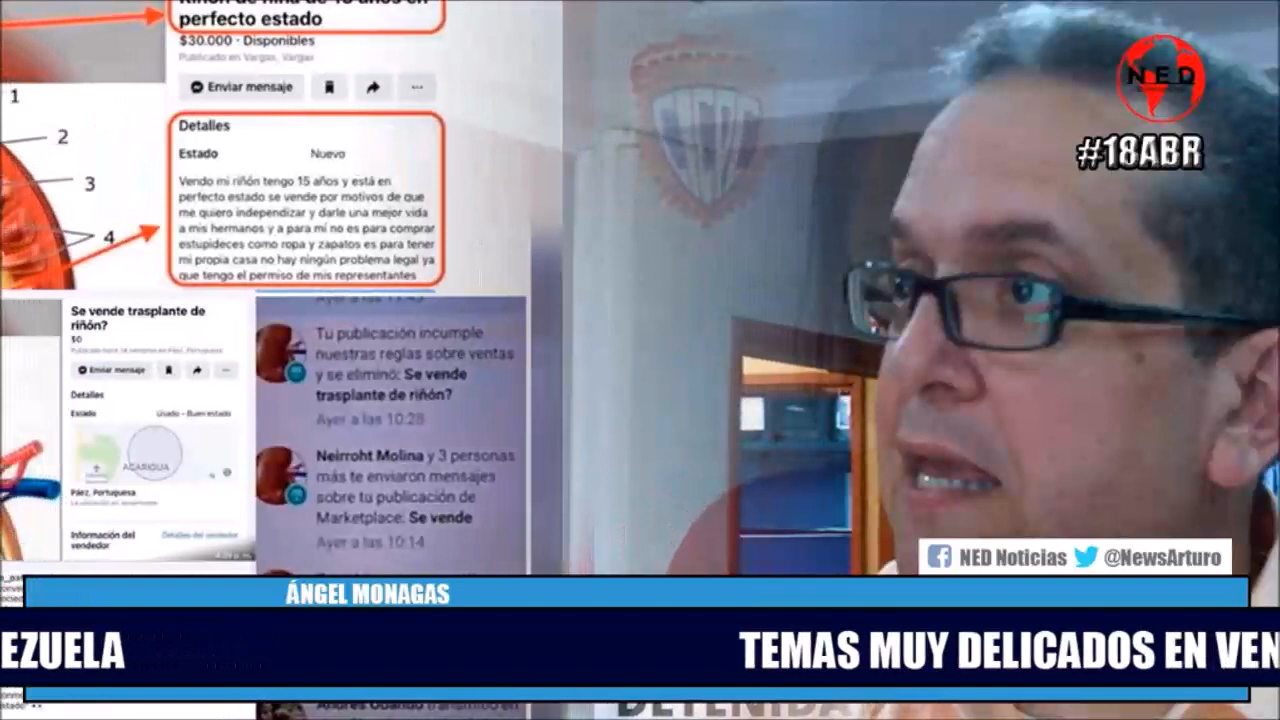 perfecto estado
$30.000 · Disponibles
Publicado en Vargas, Vargas
Enviar mensaje
Detalles
Estado Nuevo
Vendo mi riñón tengo 15 años y está en
perfecto estado se vende por motivos de que
me quiero independizar y darle una mejor vida
a mis hermanos y a para mí no es para comprar
estupideces como ropa y zapatos es para tener
mi propia casa no hay ningún problema legal ya
que tengo el permiso de mis representantes
1
2
3
4
Se vende trasplante de
riñón?
$0
Enviar mensaje
Detalles
Estado Usado - Buen estado
ACARIGUA
Páez, Portuguesa
Información del
vendedor
Detalles del vendedor
Tu publicación incumple
nuestras reglas sobre ventas
y se eliminó: Se vende
trasplante de riñón?
Ayer a las 10:28
Neirroht Molina y 3 personas
más te enviaron mensajes
sobre tu publicación de
Marketplace: Se vende
Ayer a las 10:14
NED
#18ABR
NED Noticias @NewsArturo
ÁNGEL MONAGAS
EZUELA TEMAS MUY DELICADOS EN VEN
DETENIDA